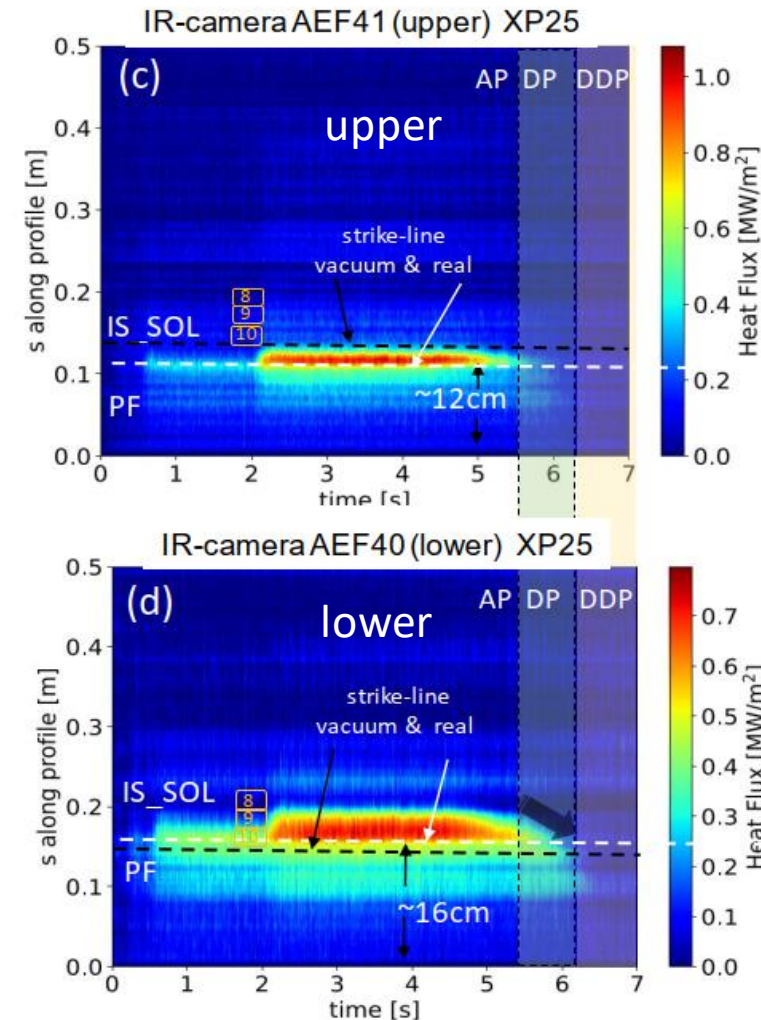 IR-camera AEF41 (upper) XP25
(c)
upper
AP
DP
DDP
strike-line
vacuum & real
8
9
10
IS_SOL
PF
~12cm
s along profile [m]
0.5
0.4
0.3
0.2
0.1
0.0
0 1 2 3 4 5 6 7
time [s]
1.0
0.8
0.6
0.4
0.2
0.0
Heat Flux [MW/m²]
IR-camera AEF40 (lower) XP25
(d)
lower
AP
DP
DDP
strike-line
vacuum & real
8
9
10
IS_SOL
PF
~16cm
s along profile [m]
0.5
0.4
0.3
0.2
0.1
0.0
0 1 2 3 4 5 6 7
time [s]
0.7
0.6
0.5
0.4
0.3
0.2
0.1
0.0
Heat Flux [MW/m²]